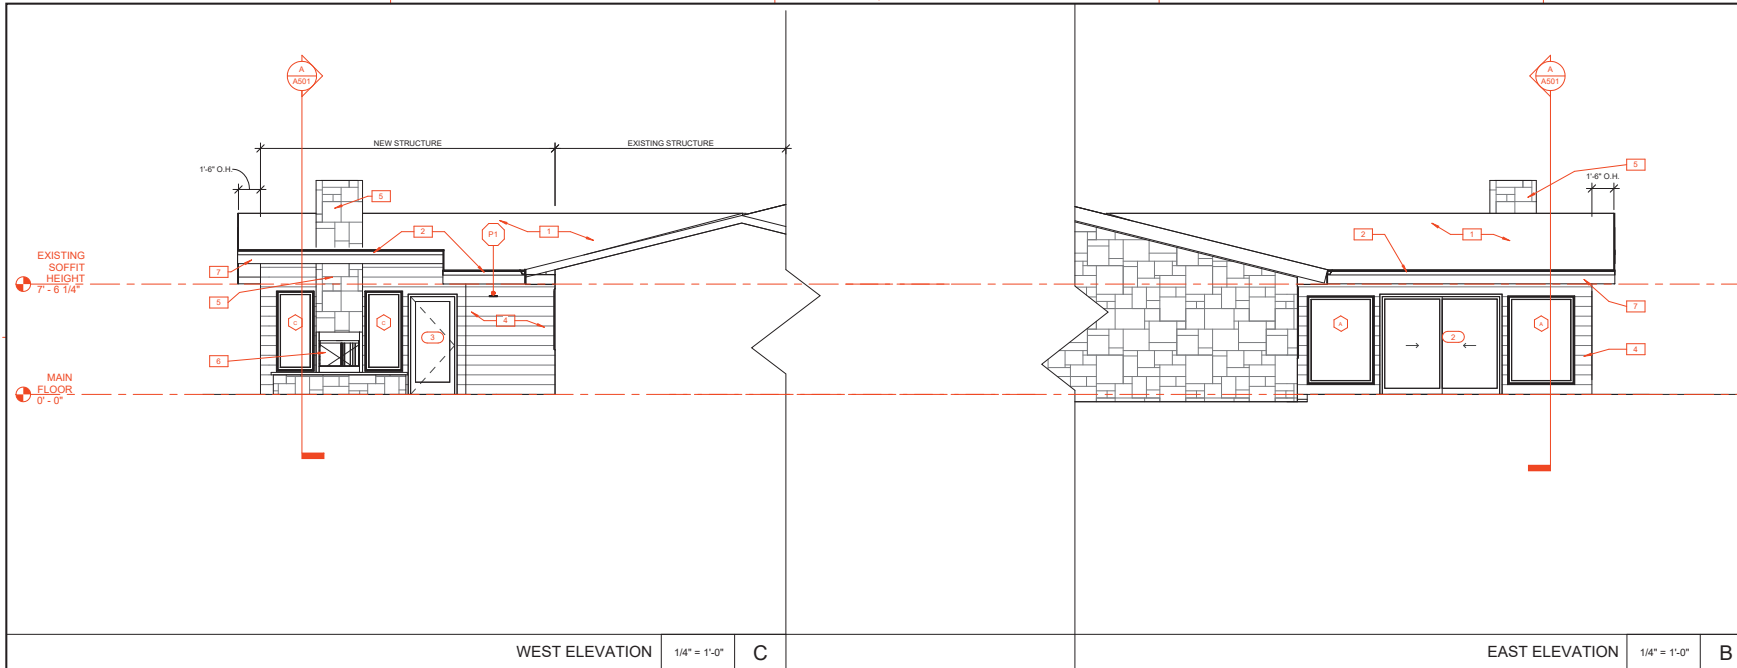 A
A501
A
A501
NEW STRUCTURE
EXISTING STRUCTURE
1'-6" O.H.
5
1'-6" O.H.
5
2
P1
1
2
1
EXISTING
SOFFIT
HEIGHT
7' - 6 1/4"
7
5
7
C
C
3
4
A
2
A
4
6
MAIN
FLOOR
0' - 0"
WEST ELEVATION
1/4" = 1'-0"
C
EAST ELEVATION
1/4" = 1'-0"
B